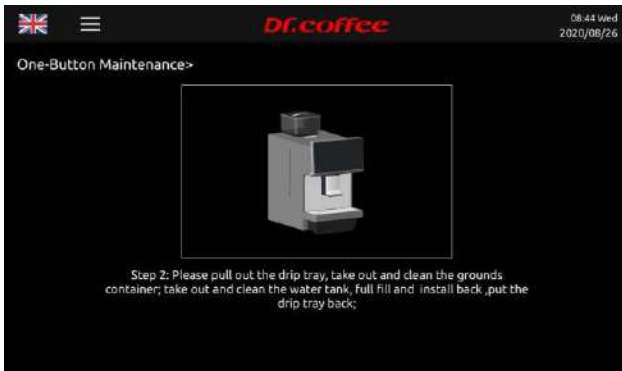 Dr.coffee
08:44 Wed
2020/08/26
One-Button Maintenance>
Step 2: Please pull out the drip tray, take out and clean the grounds
container; take out and clean the water tank, full fill and install back ,put the
drip tray back;